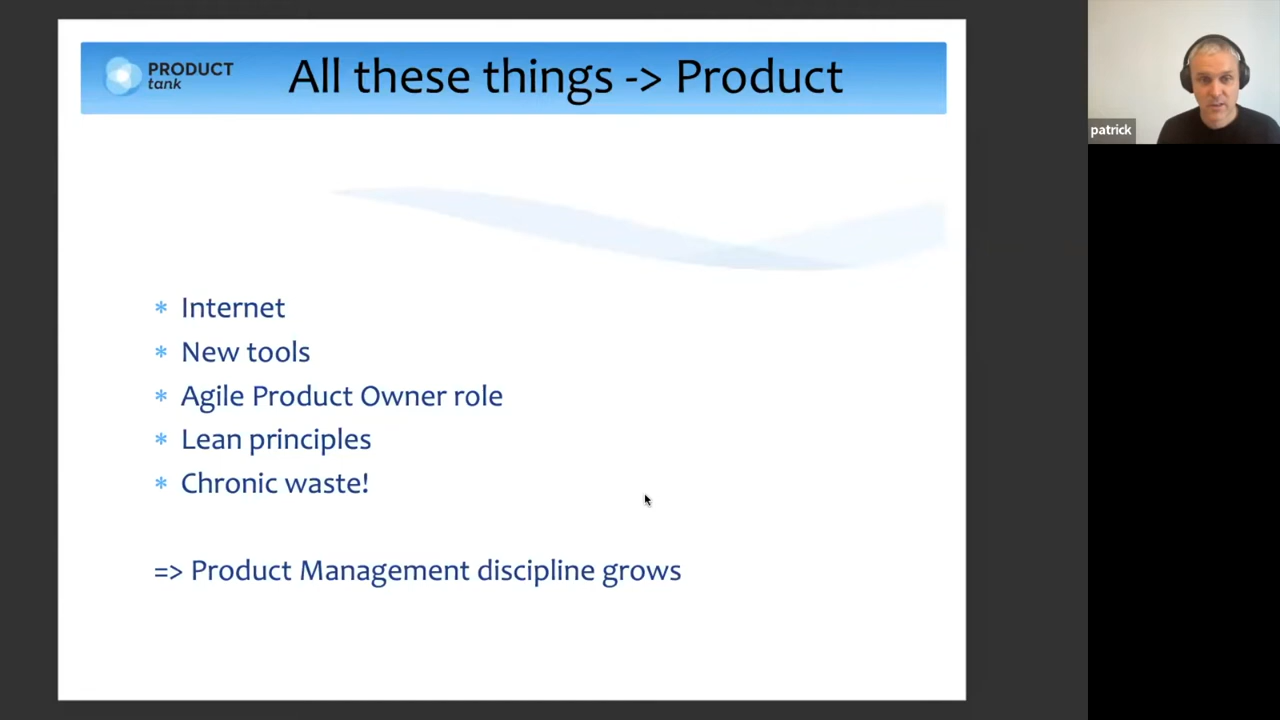 PRODUCT
tank
All these things -> Product
* Internet
* New tools
* Agile Product Owner role
* Lean principles
* Chronic waste!
=> Product Management discipline grows
patrick